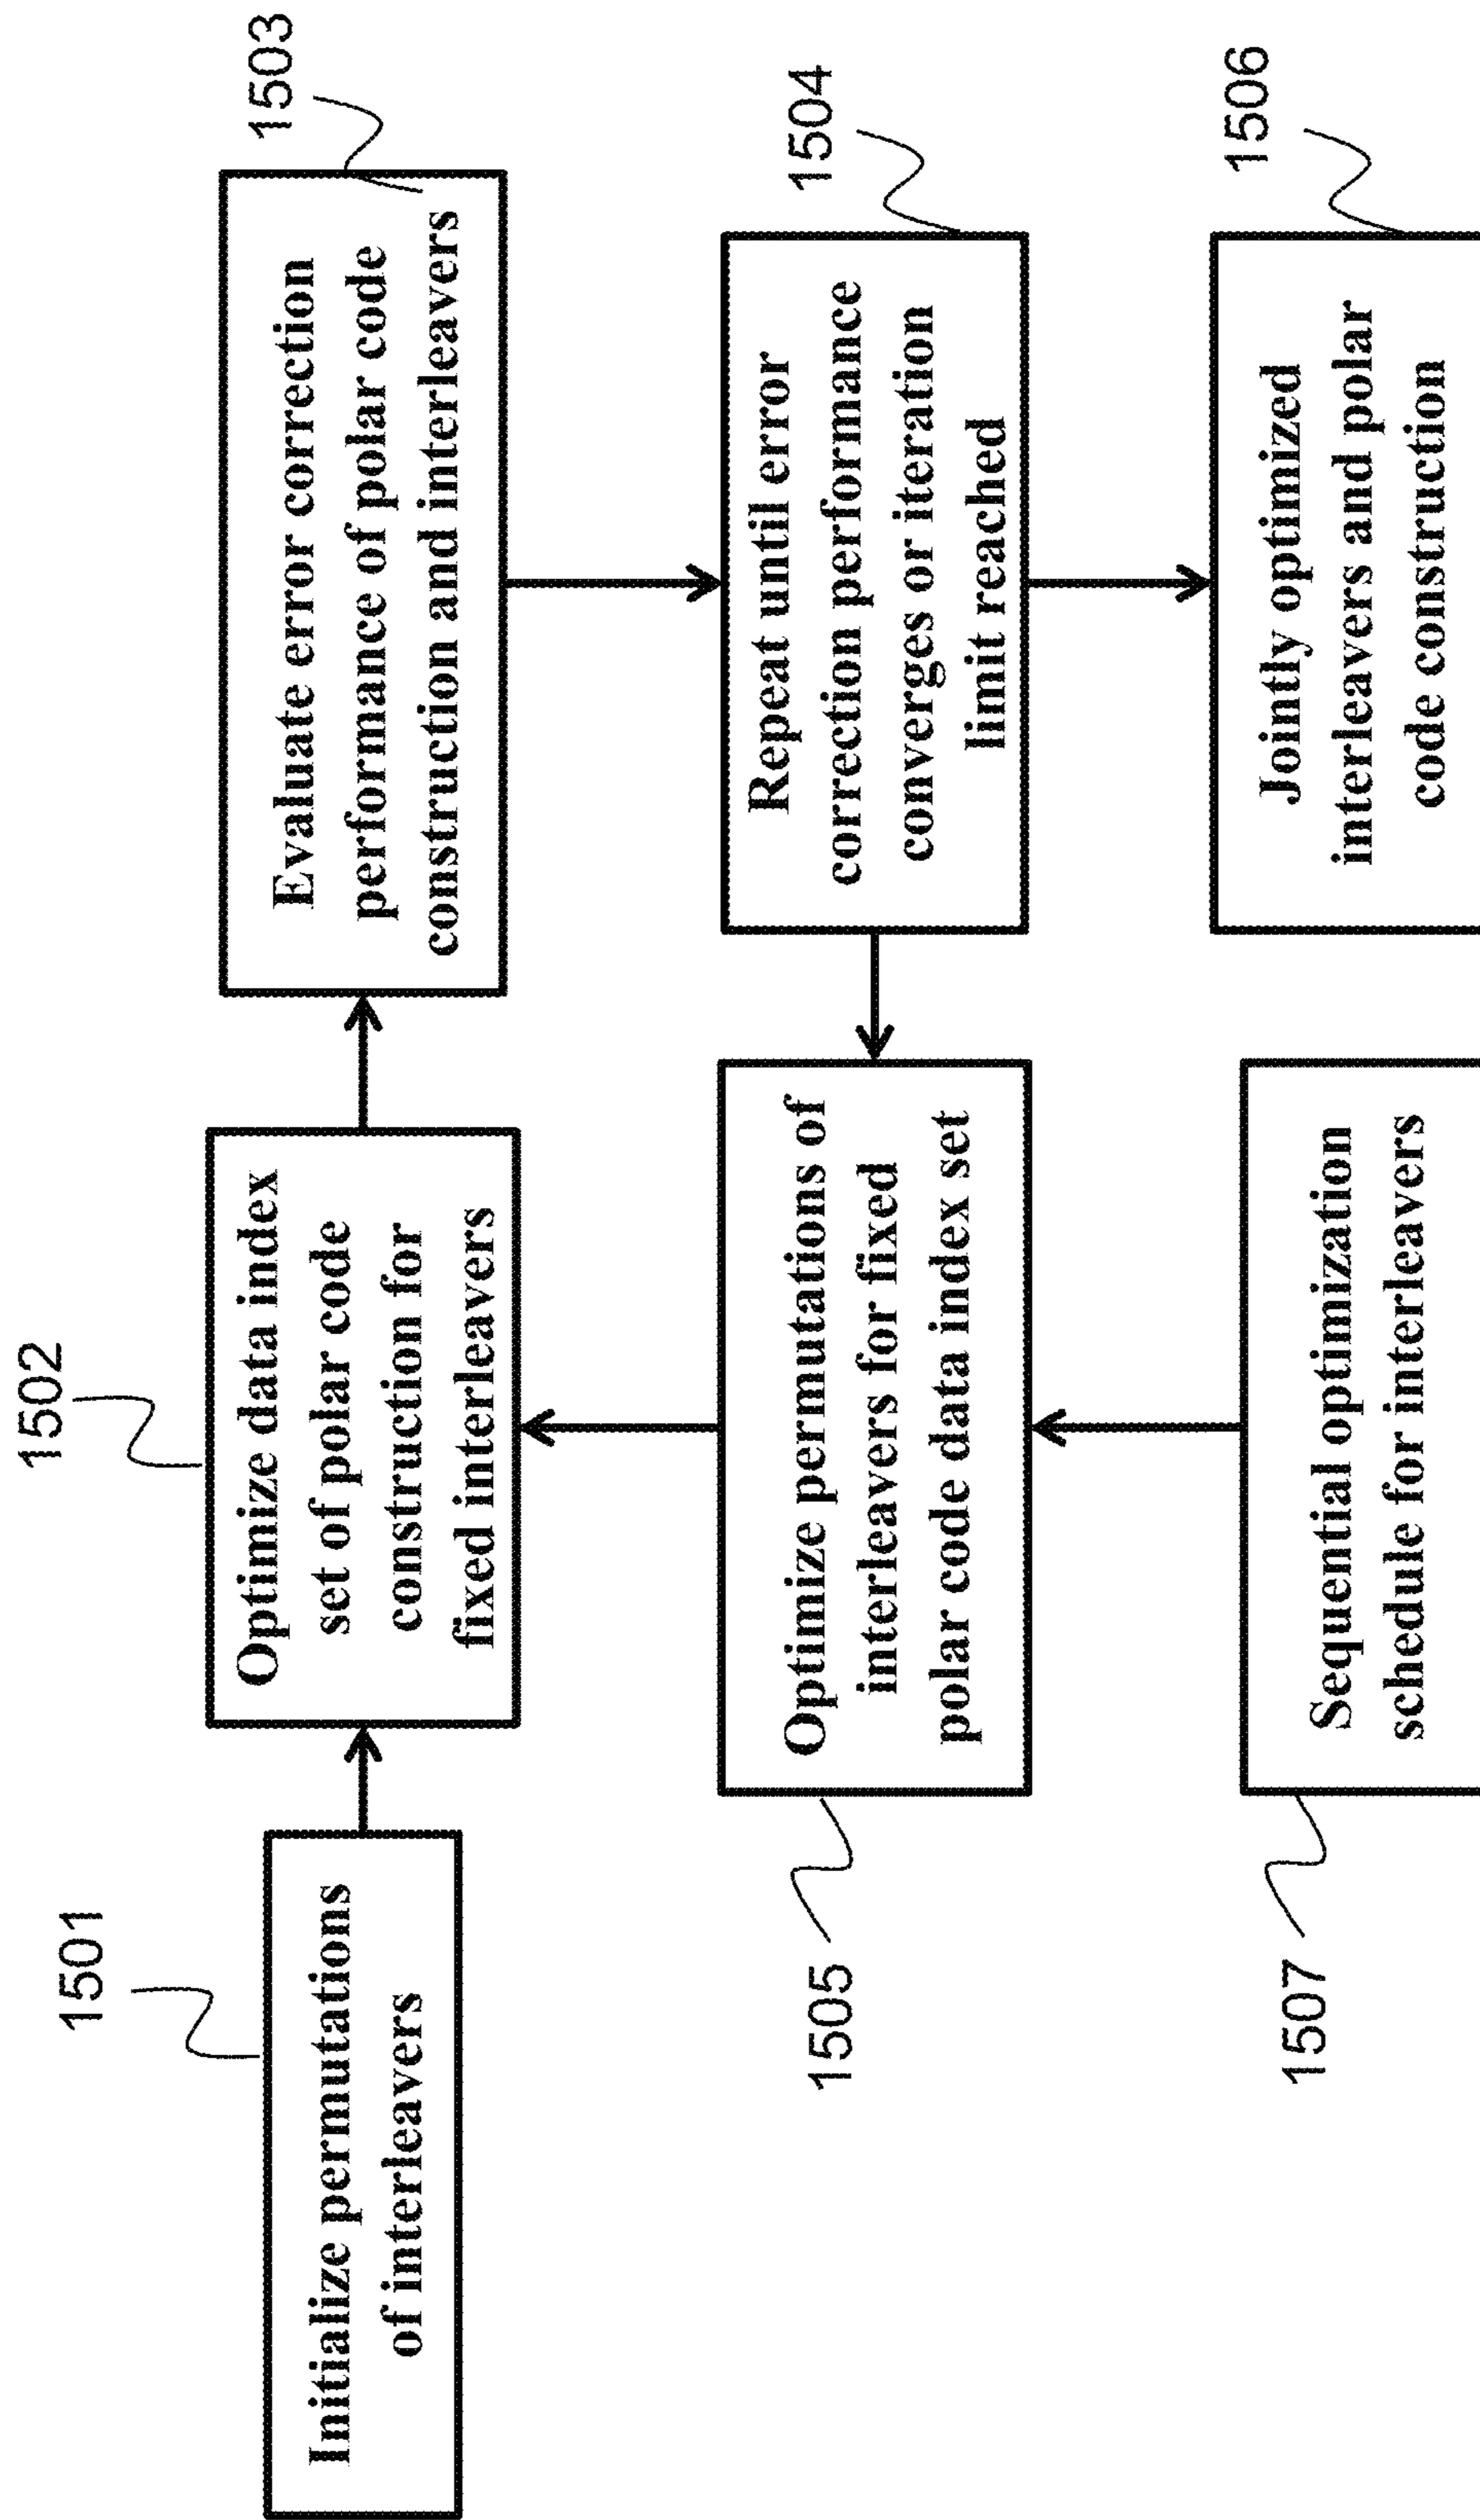 1501
Initialize permutations
of interleavers
1502
Optimize data index
set of polar code
construction for
fixed interleavers
1503
Evaluate error correction
performance of polar code
construction and interleavers
1504
Repeat until error
correction performance
converges or iteration
limit reached
1505
Optimize permutations of
interleavers for fixed
polar code data index set
1506
Jointly optimized
interleavers and polar
code construction
1507
Sequential optimization
schedule for interleavers